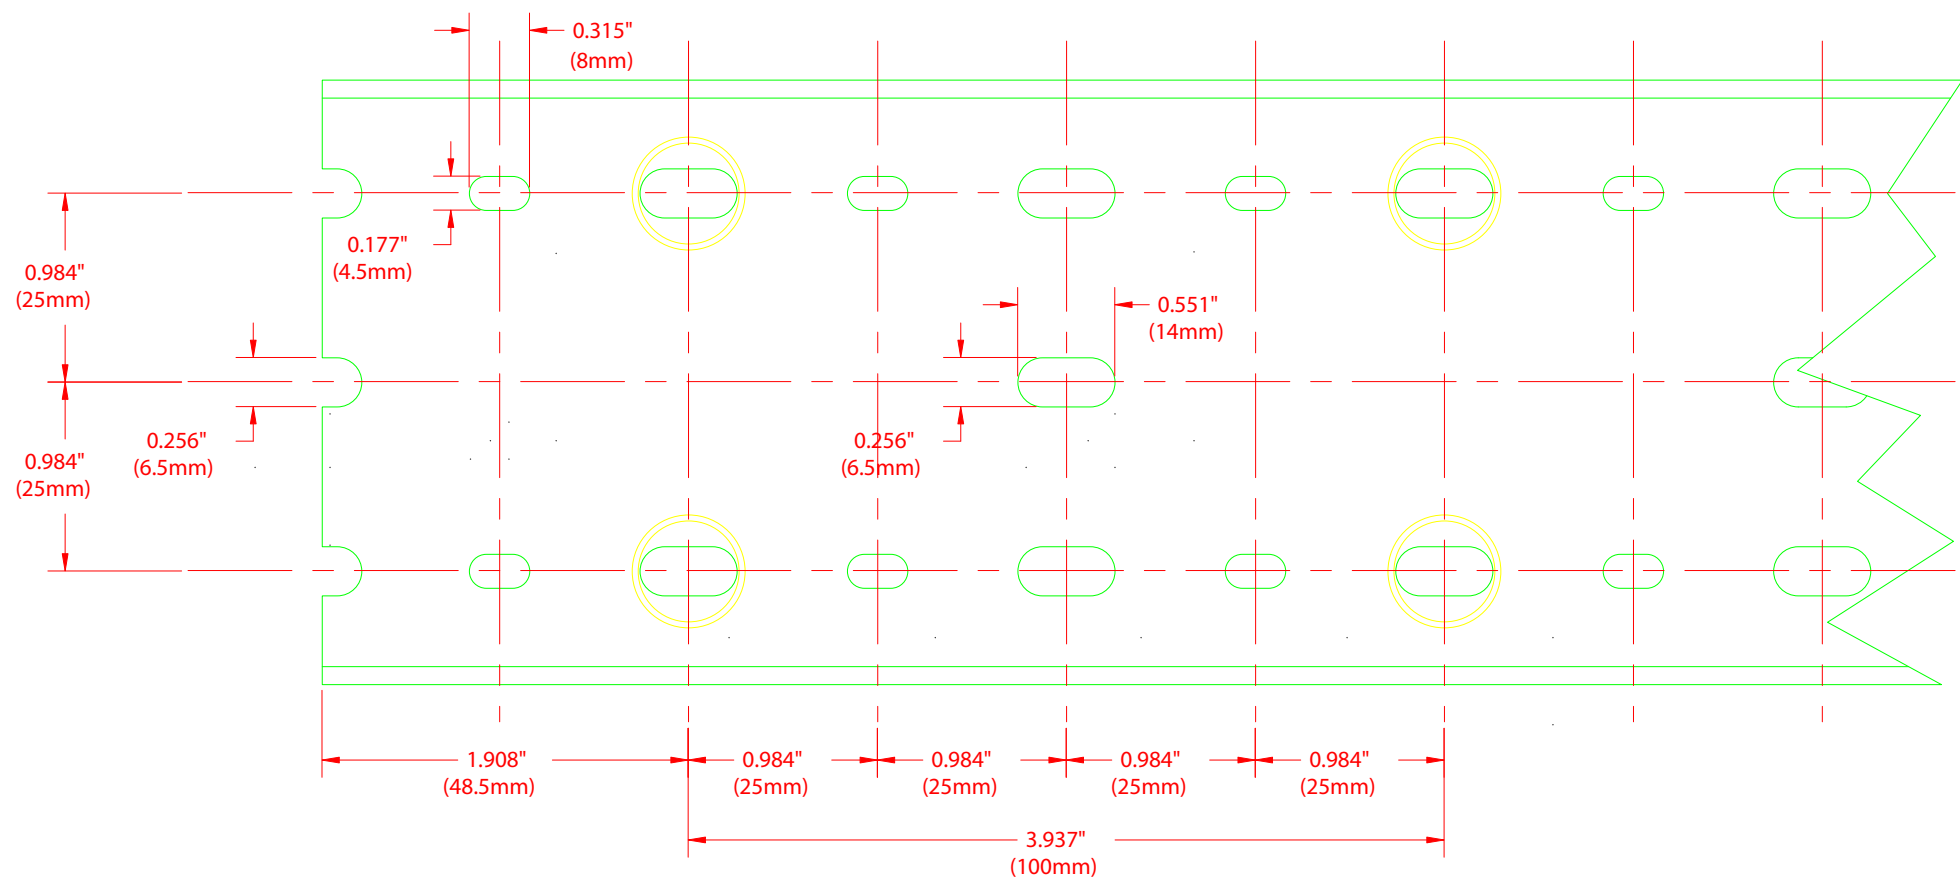 0.315"
(8mm)
0.177"
(4.5mm)
0.984"
(25mm)
0.551"
(14mm)
0.256"
(6.5mm)
0.256"
(6.5mm)
0.984"
(25mm)
1.908"
(48.5mm)
0.984"
(25mm)
0.984"
(25mm)
0.984"
(25mm)
0.984"
(25mm)
3.937"
(100mm)